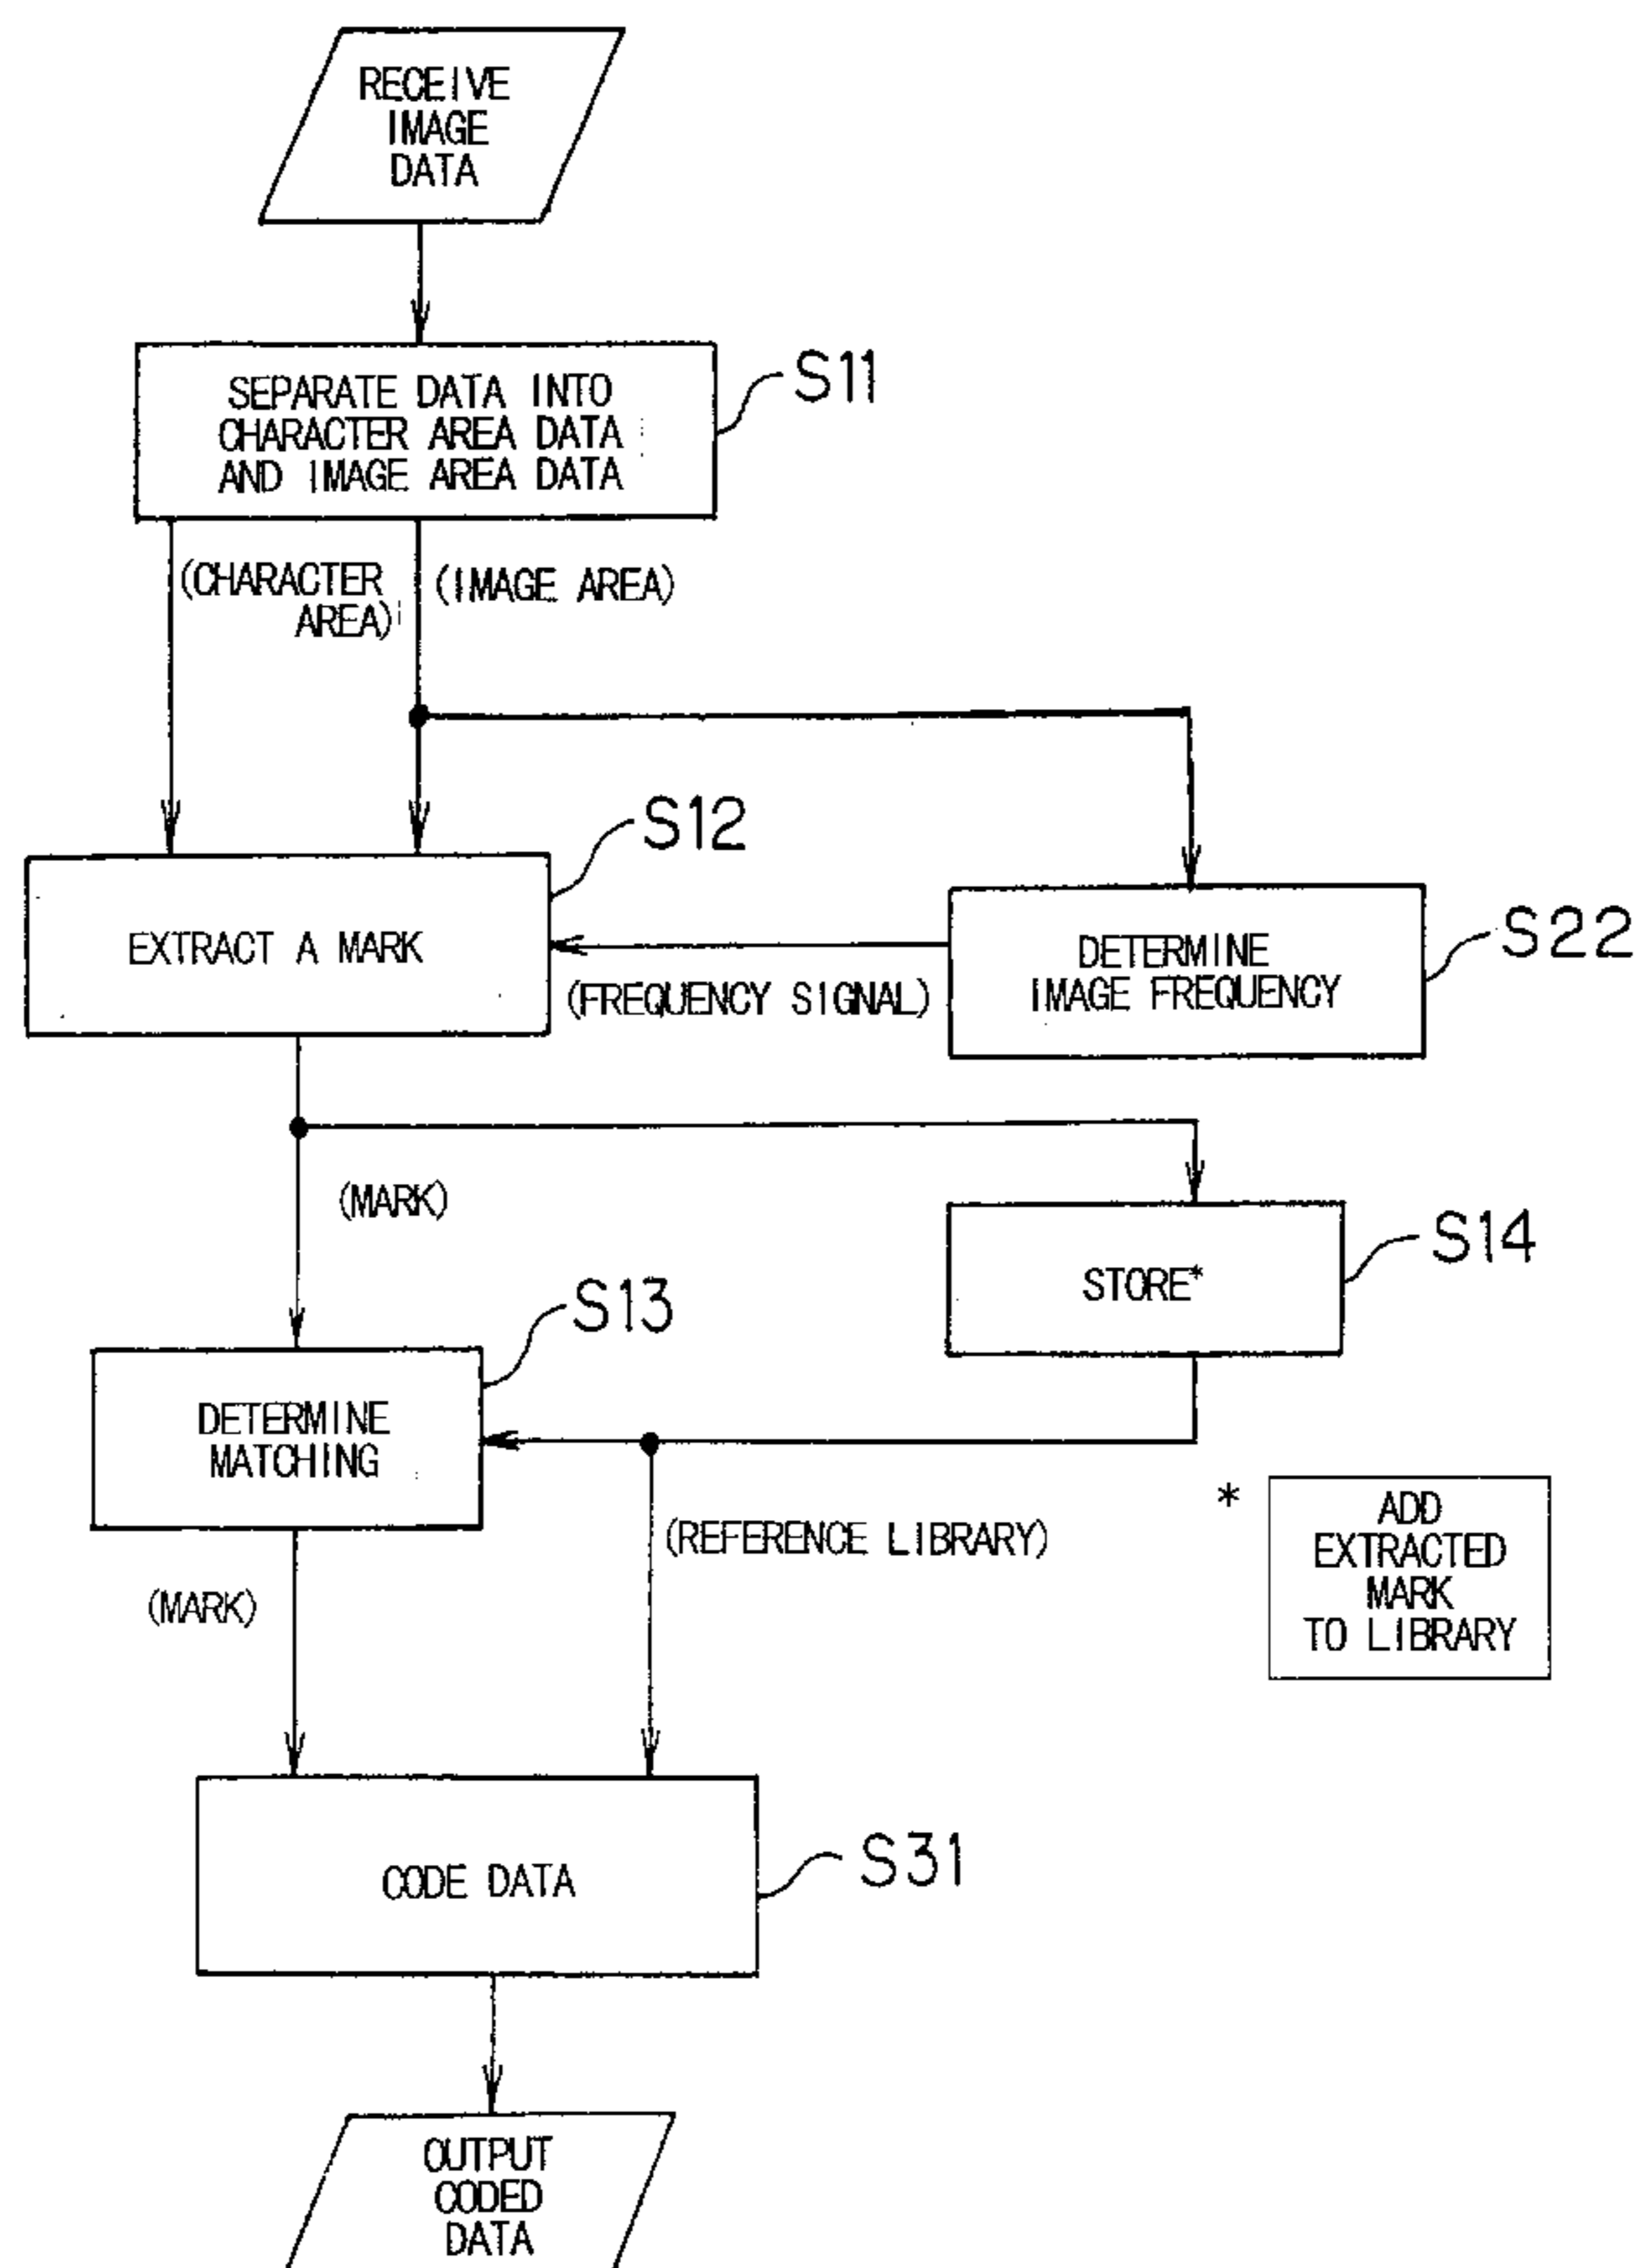 RECEIVE
IMAGE
DATA
SEPARATE DATA INTO
CHARACTER AREA DATA
AND IMAGE AREA DATA
S11
(CHARACTER
AREA)
(IMAGE AREA)
S12
EXTRACT A MARK
DETERMINE
IMAGE FREQUENCY
S22
(FREQUENCY SIGNAL)
(MARK)
S14
STORE*
S13
DETERMINE
MATCHING
(REFERENCE LIBRARY)
* ADD
EXTRACTED
MARK
TO LIBRARY
(MARK)
CODE DATA
S31
OUTPUT
CODED
DATA